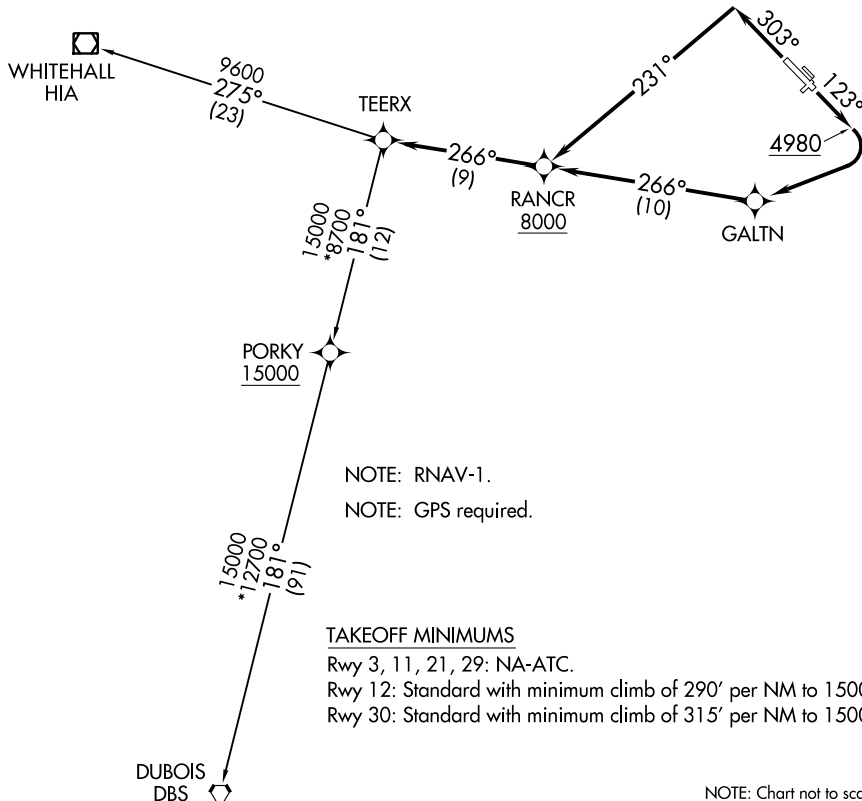 303°
123°
4980
231°
WHITEHALL
HIA
9600
275°
(23)
TEERX
266°
(9)
RANCR
8000
266°
(10)
GALTN
15000
*8700
181°
(12)
PORKY
15000
NOTE: RNAV-1.
NOTE: GPS required.
15000
*12700
181°
(91)
TAKEOFF MINIMUMS
Rwy 3, 11, 21, 29: NA-ATC.
Rwy 12: Standard with minimum climb of 290' per NM to 1500
Rwy 30: Standard with minimum climb of 315' per NM to 1500
DUBOIS
DBS
NOTE: Chart not to sca